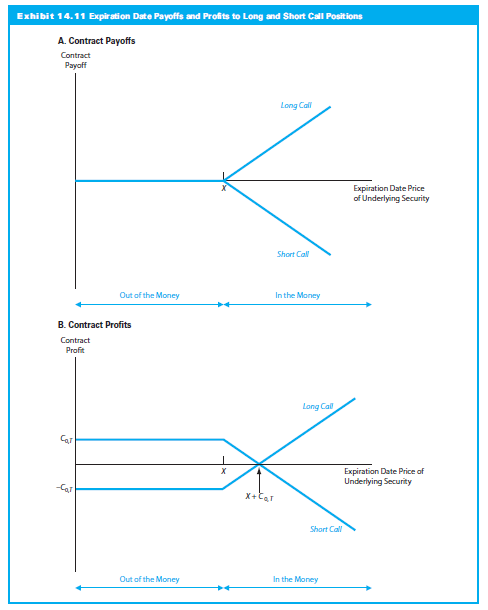 Exhibit 14.11 Expiration Date Payoffs and Profits to Long and Short Call Positions
A. Contract Payoffs
Contract
Payoff
Long Call
X
Expiration Date Price
of Underlying Security
Short Call
Out of the Money
In the Money
B. Contract Profits
Contract
Profit
Long Call
C0,T
X
Expiration Date Price of
Underlying Security
–C0,T
X + C0,T
Short Call
Out of the Money
In the Money